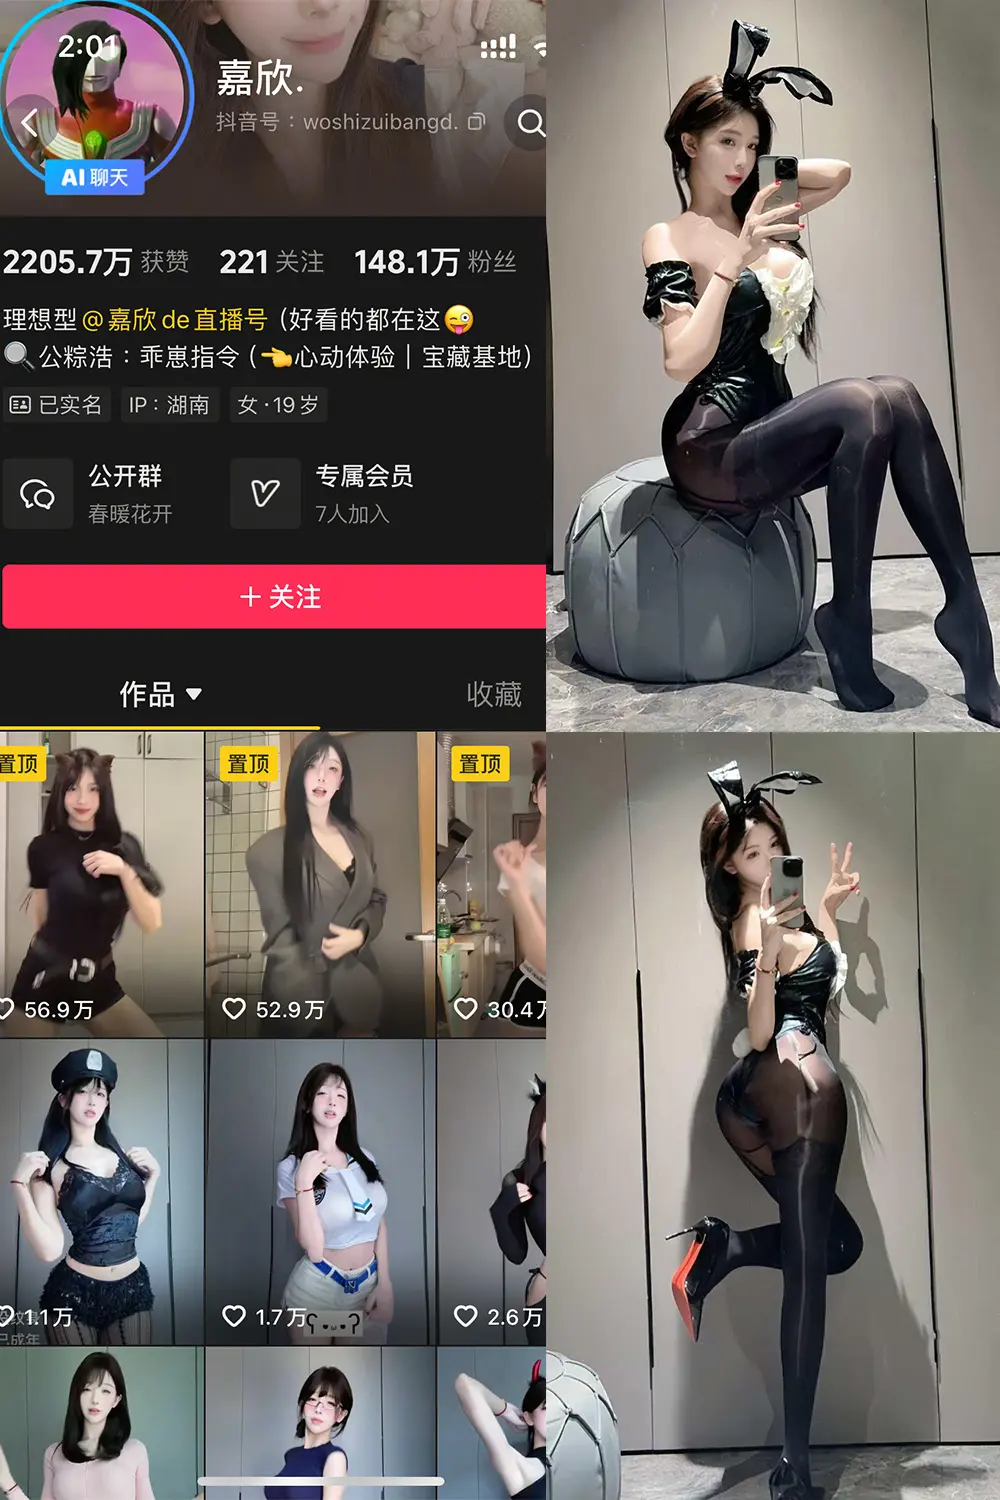 2:01
嘉欣.
抖音号：woshizuibangd.
AI 聊天
2205.7万 获赞 221 关注 148.1万 粉丝
理想型@嘉欣de直播号 (好看的都在这😜
🔍公粽浩：乖崽指令 (👈心动体验｜宝藏基地)
已实名 IP：湖南 女·19岁
公开群 专属会员
春暖花开 7人加入
＋关注
作品 收藏
置顶 置顶 置顶
56.9万 52.9万 30.4万
1.1万 1.7万 2.6万
已成年